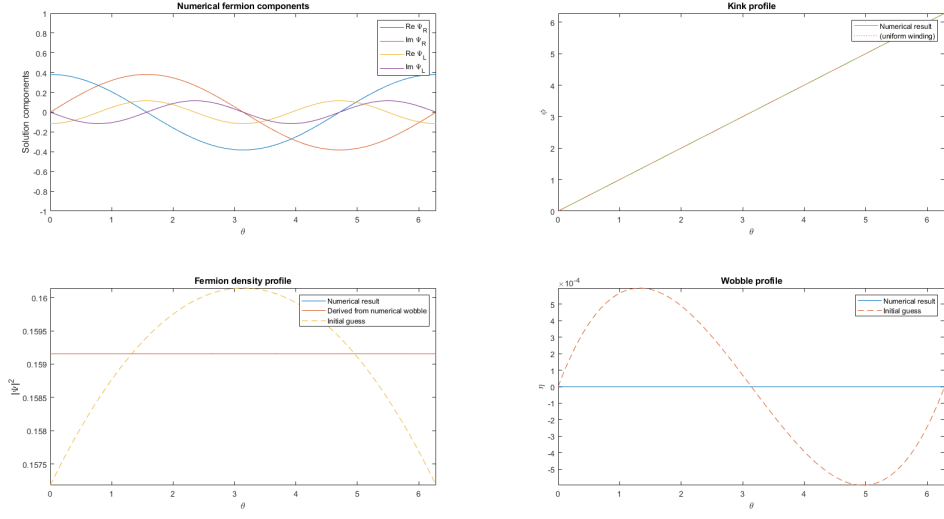 Numerical fermion components
1
0.8
0.6
0.4
0.2
0
-0.2
-0.4
-0.6
-0.8
-1
Solution components
0 1 2 3 4 5 6
θ
Re Ψ_R
Im Ψ_R
Re Ψ_L
Im Ψ_L
Kink profile
6
5
4
3
2
1
0
ϕ
0 1 2 3 4 5 6
θ
Numerical result
(uniform winding)
Fermion density profile
0.16
0.1595
0.159
0.1585
0.158
0.1575
|Ψ|²
0 1 2 3 4 5 6
θ
Numerical result
Derived from numerical wobble
Initial guess
Wobble profile
×10⁻⁴
5
4
3
2
1
0
-1
-2
-3
-4
-5
η
0 1 2 3 4 5 6
θ
Numerical result
Initial guess